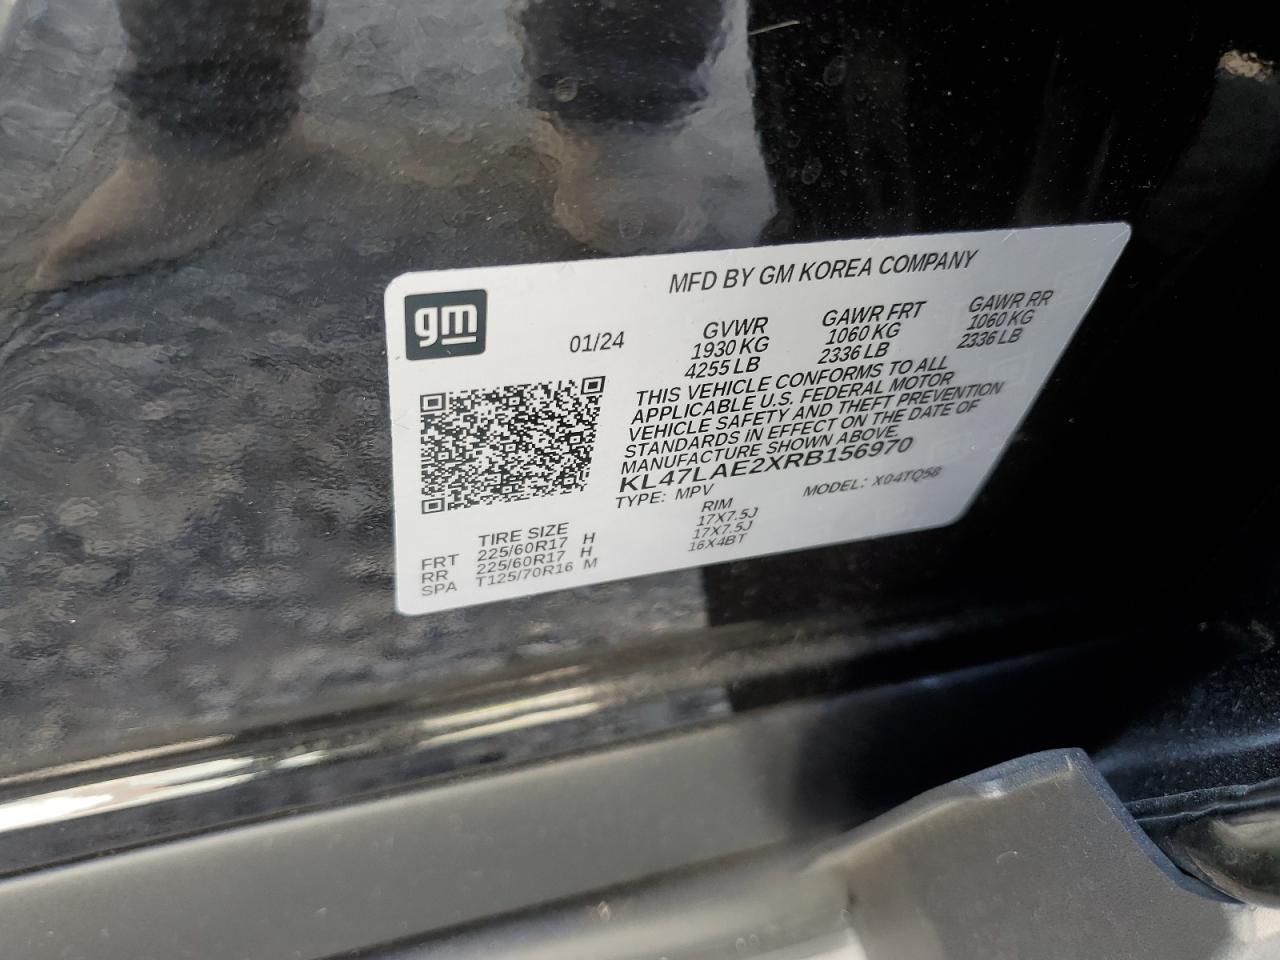 MFD BY GM KOREA COMPANY
gm
01/24
GVWR GAWR FRT GAWR RR
1930 KG 1060 KG 1060 KG
4255 LB 2336 LB 2336 LB
THIS VEHICLE CONFORMS TO ALL
APPLICABLE U.S. FEDERAL MOTOR
VEHICLE SAFETY AND THEFT PREVENTION
STANDARDS IN EFFECT ON THE DATE OF
MANUFACTURE SHOWN ABOVE.
KL47LAE2XRB156970
TYPE: MPV MODEL: X04TQ58
TIRE SIZE RIM
FRT 225/60R17 H 17X7.5J
RR 225/60R17 H 17X7.5J
SPA T125/70R16 M 16X4BT